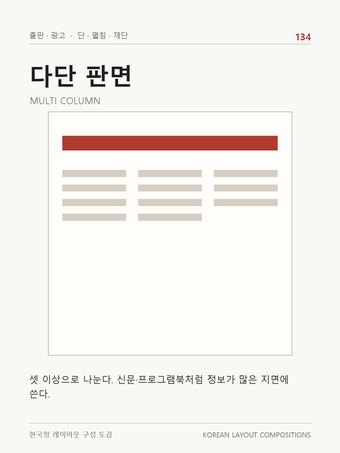 출판·광고 · 단·펼침·재단
134
다단 판면
MULTI COLUMN
셋 이상으로 나눈다. 신문·프로그램북처럼 정보가 많은 지면에
쓴다.
한국형 레이아웃 구성 도감
KOREAN LAYOUT COMPOSITIONS